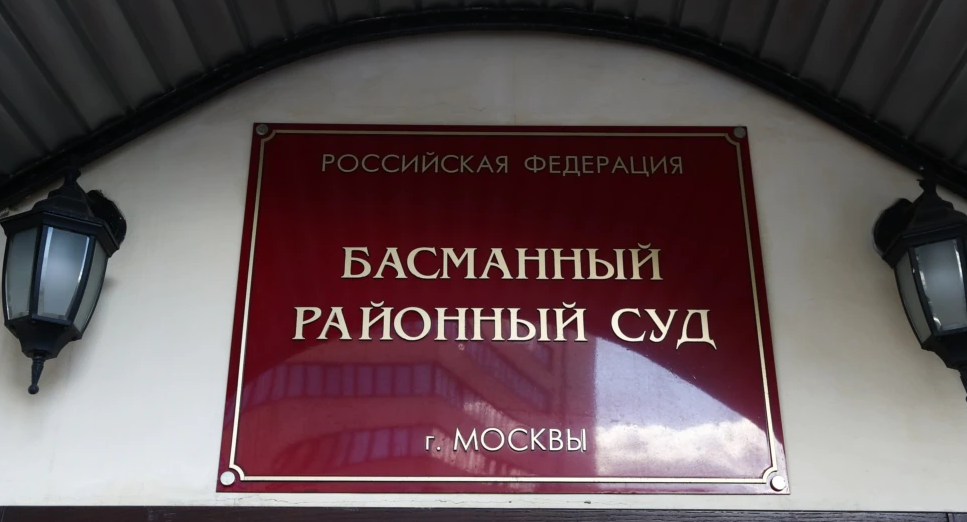 РОССИЙСКАЯ ФЕДЕРАЦИЯ
БАСМАННЫЙ
РАЙОННЫЙ СУД
г. МОСКВЫ